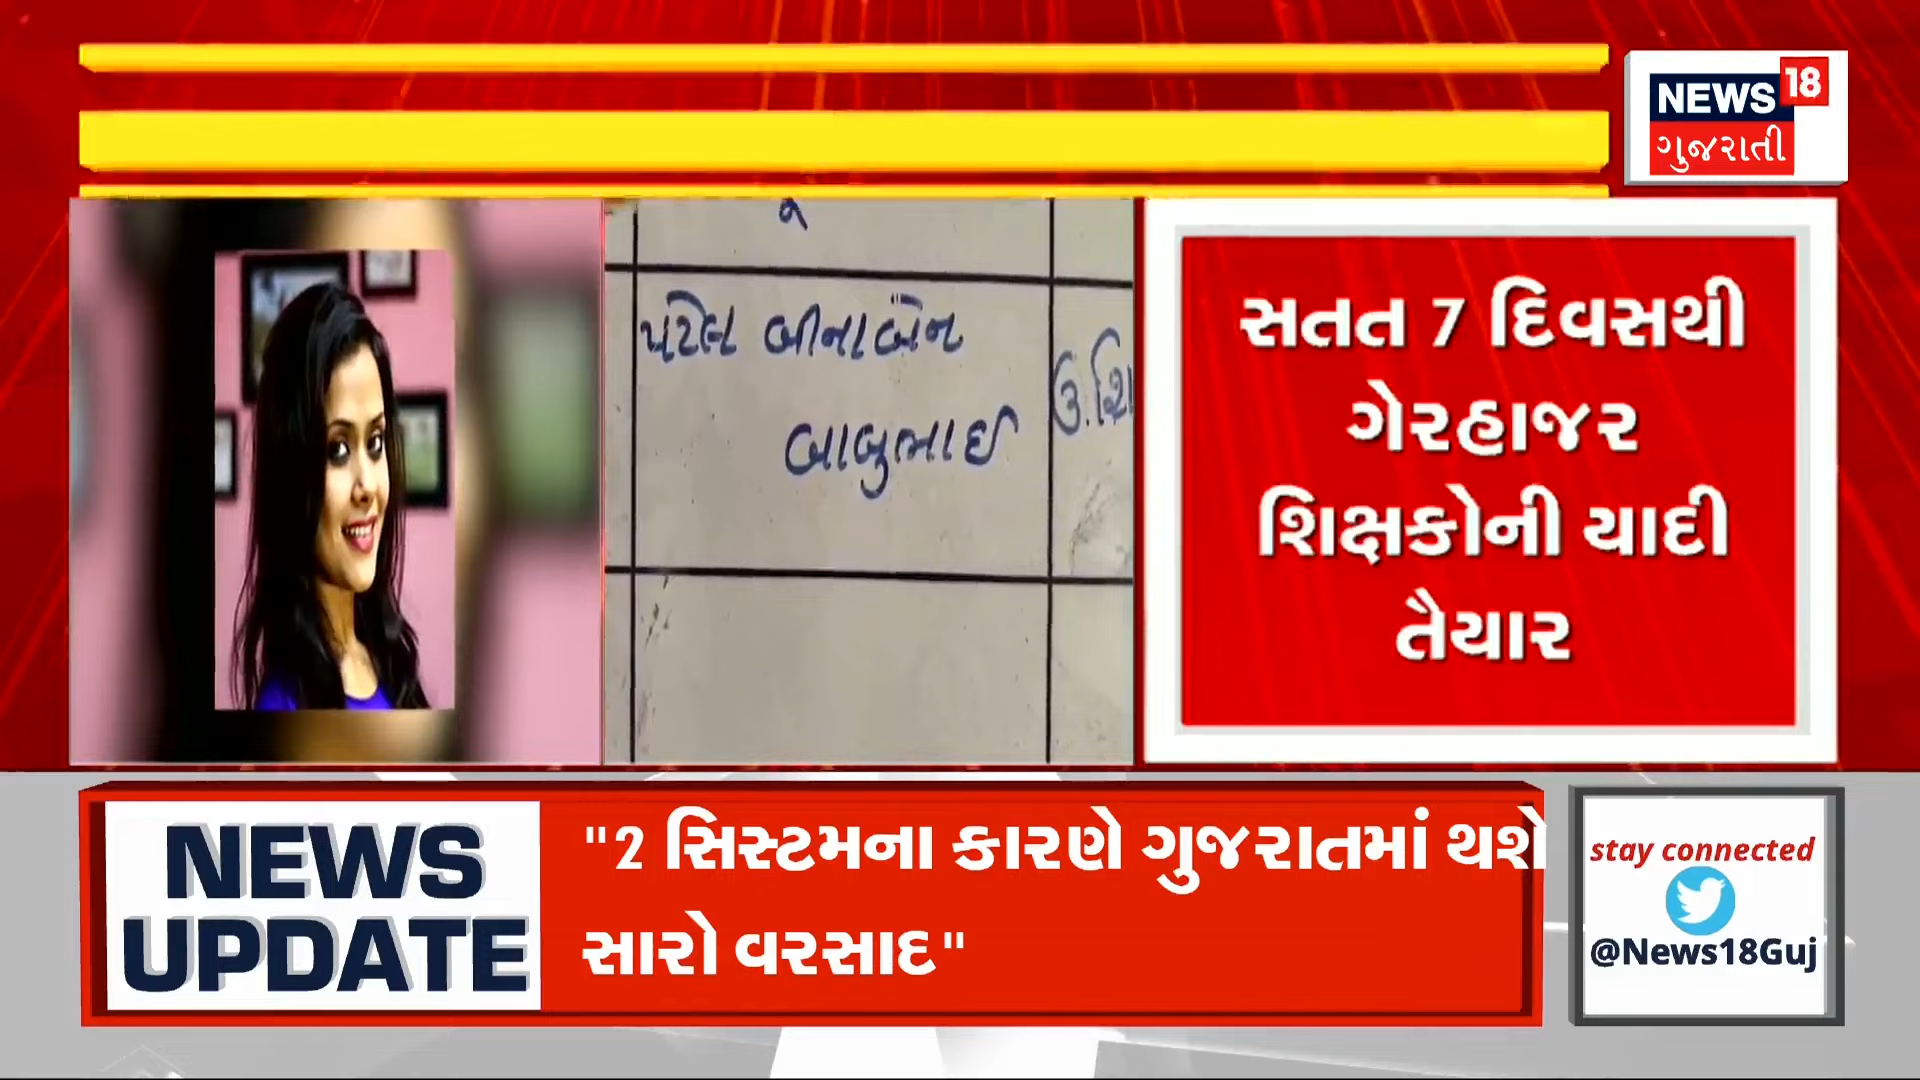 NEWS 18
ગુજરાતી
પટેલ બીનાબેન
બાબુભાઈ
ઉ.શિ
સતત 7 દિવસથી
ગેરહાજર
શિક્ષકોની યાદી
તૈયાર
NEWS
UPDATE
"2 સિસ્ટમના કારણે ગુજરાતમાં થશે
સારો વરસાદ"
stay connected
@News18Guj